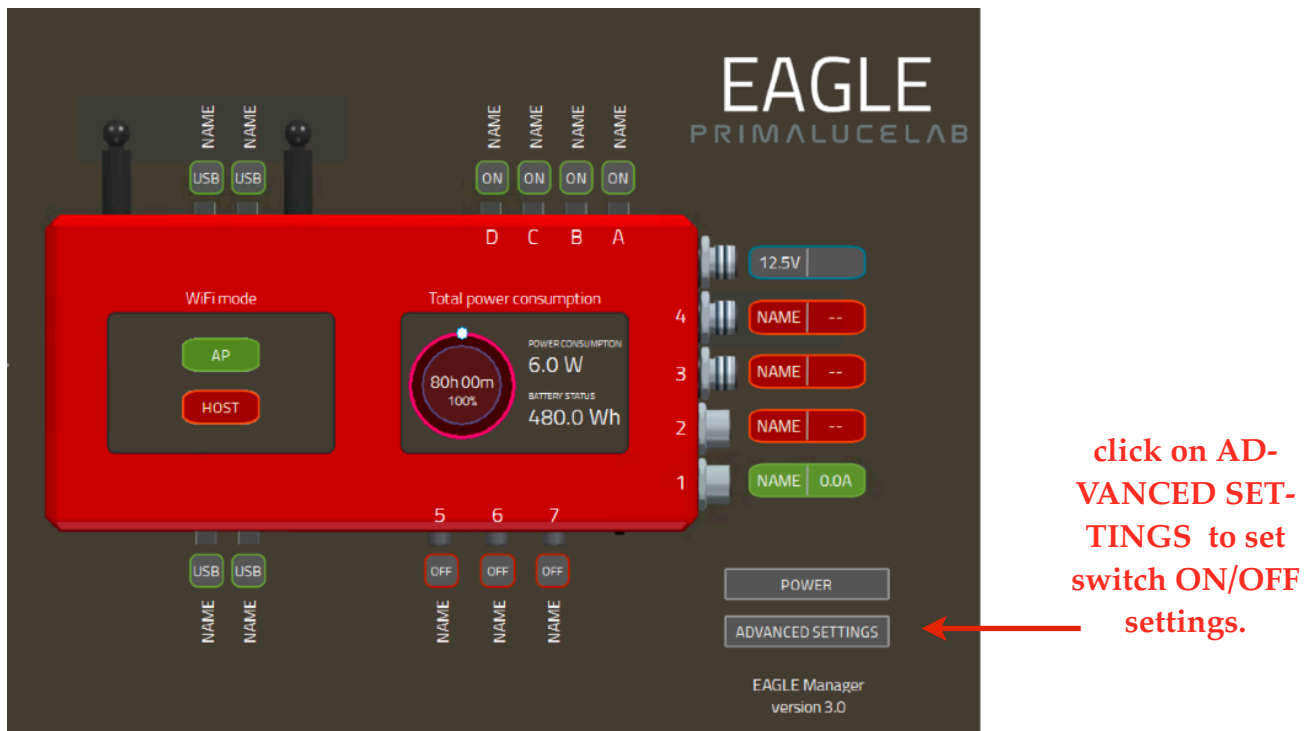 EAGLE
PRIMALUCELAB
NAME NAME NAME NAME NAME NAME
USB USB ON ON ON ON
D C B A
12.5V
WiFi mode Total power consumption
4 NAME --
AP
HOST
80h 00m
100%
POWER CONSUMPTION
6.0 W
BATTERY STATUS
480.0 Wh
3 NAME --
2 NAME --
1 NAME 0.0A
5 6 7
USB USB OFF OFF OFF
NAME NAME NAME NAME NAME
POWER
ADVANCED SETTINGS
EAGLE Manager
version 3.0
click on AD-
VANCED SET-
TINGS to set
switch ON/OFF
settings.